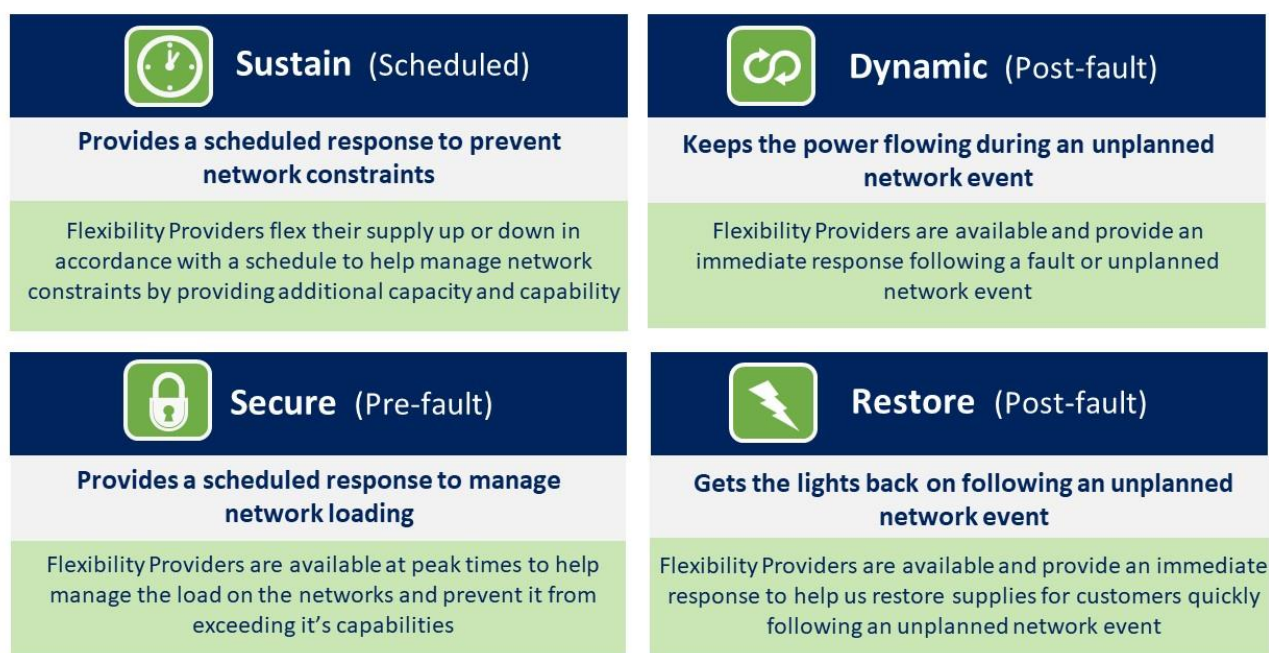 Sustain (Scheduled)
Provides a scheduled response to prevent
network constraints
Flexibility Providers flex their supply up or down in
accordance with a schedule to help manage network
constraints by providing additional capacity and capability
Dynamic (Post-fault)
Keeps the power flowing during an unplanned
network event
Flexibility Providers are available and provide an
immediate response following a fault or unplanned
network event
Secure (Pre-fault)
Provides a scheduled response to manage
network loading
Flexibility Providers are available at peak times to help
manage the load on the networks and prevent it from
exceeding it’s capabilities
Restore (Post-fault)
Gets the lights back on following an unplanned
network event
Flexibility Providers are available and provide an immediate
response to help us restore supplies for customers quickly
following an unplanned network event